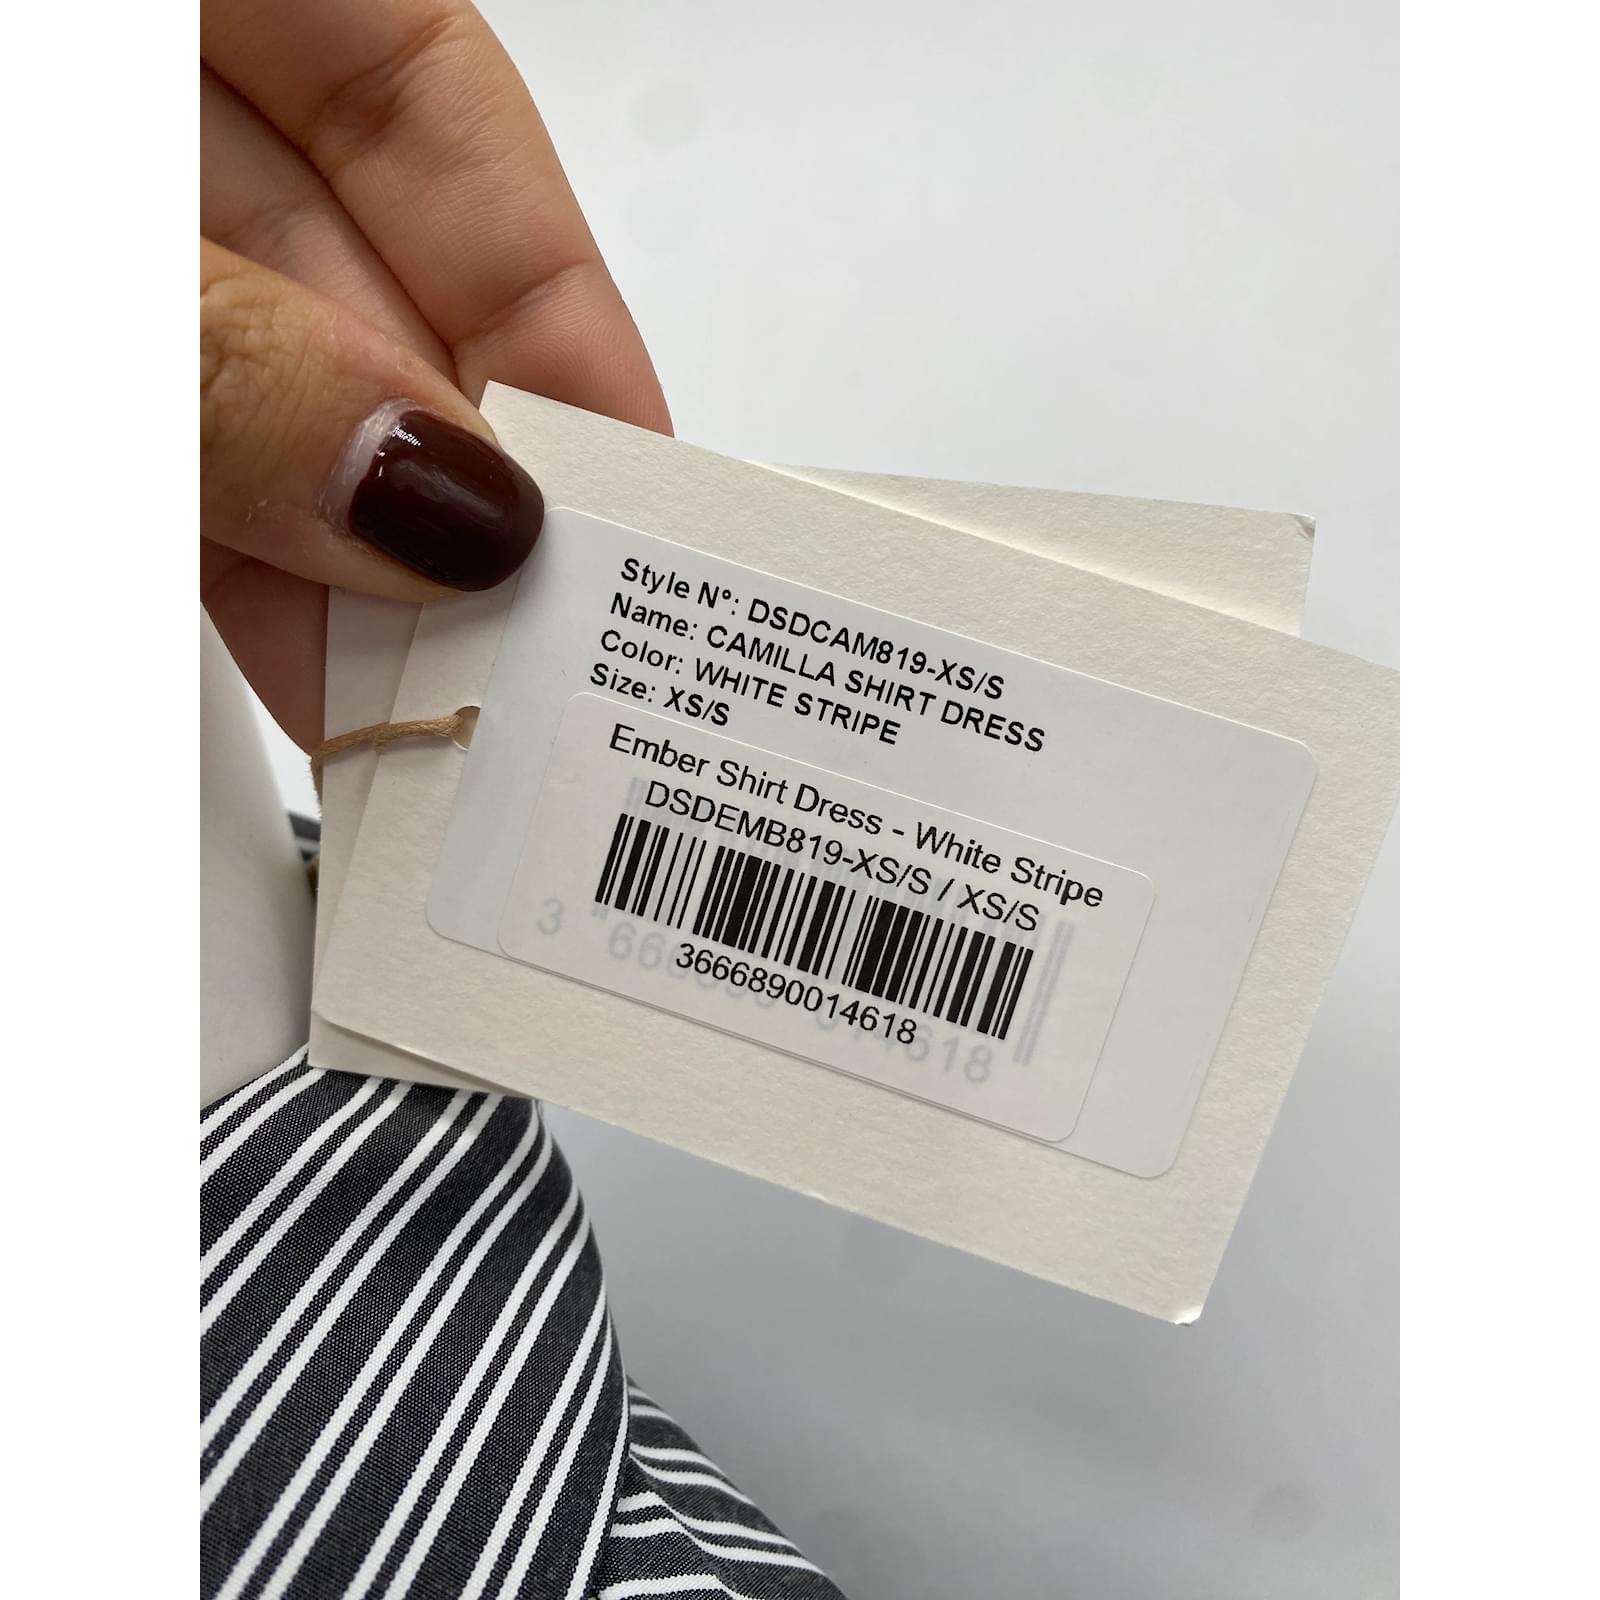 Style N°: DSDCAM819-XS/S
Name: CAMILLA SHIRT DRESS
Color: WHITE STRIPE
Size: XS/S
Ember Shirt Dress - White Stripe
DSDEMB819-XS/S / XS/S
3666890014618